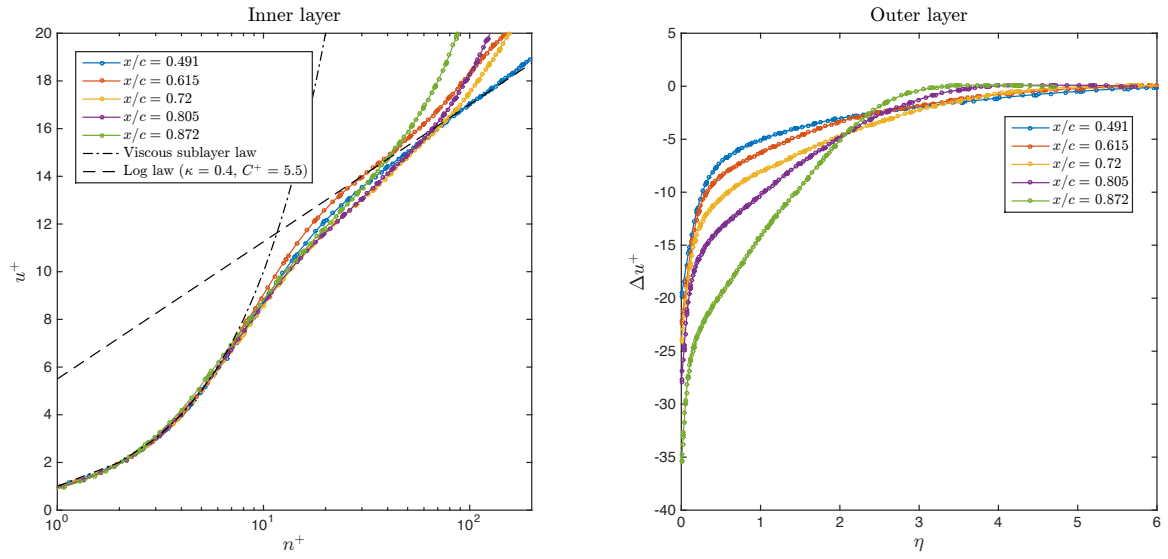 Inner layer
20
18
16
14
12
10
8
6
4
2
0
u⁺
10⁰
10¹
10²
n⁺
x/c = 0.491
x/c = 0.615
x/c = 0.72
x/c = 0.805
x/c = 0.872
Viscous sublayer law
Log law (κ = 0.4, C⁺ = 5.5)
Outer layer
5
0
-5
-10
-15
-20
-25
-30
-35
-40
Δu⁺
0
1
2
3
4
5
6
η
x/c = 0.491
x/c = 0.615
x/c = 0.72
x/c = 0.805
x/c = 0.872